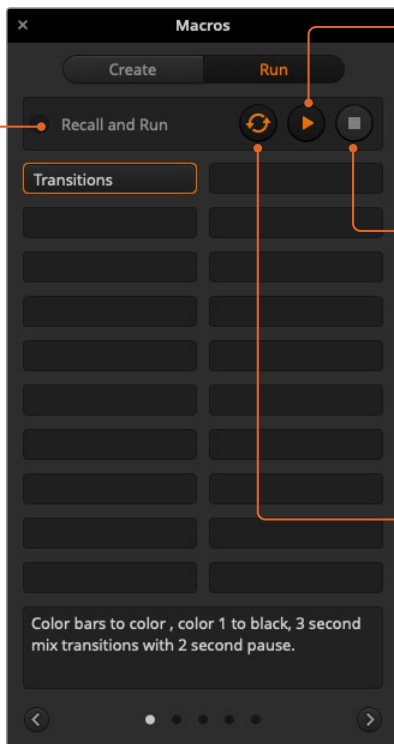 Macros
Create
Run
Recall and Run
Transitions
Color bars to color , color 1 to black, 3 second
mix transitions with 2 second pause.